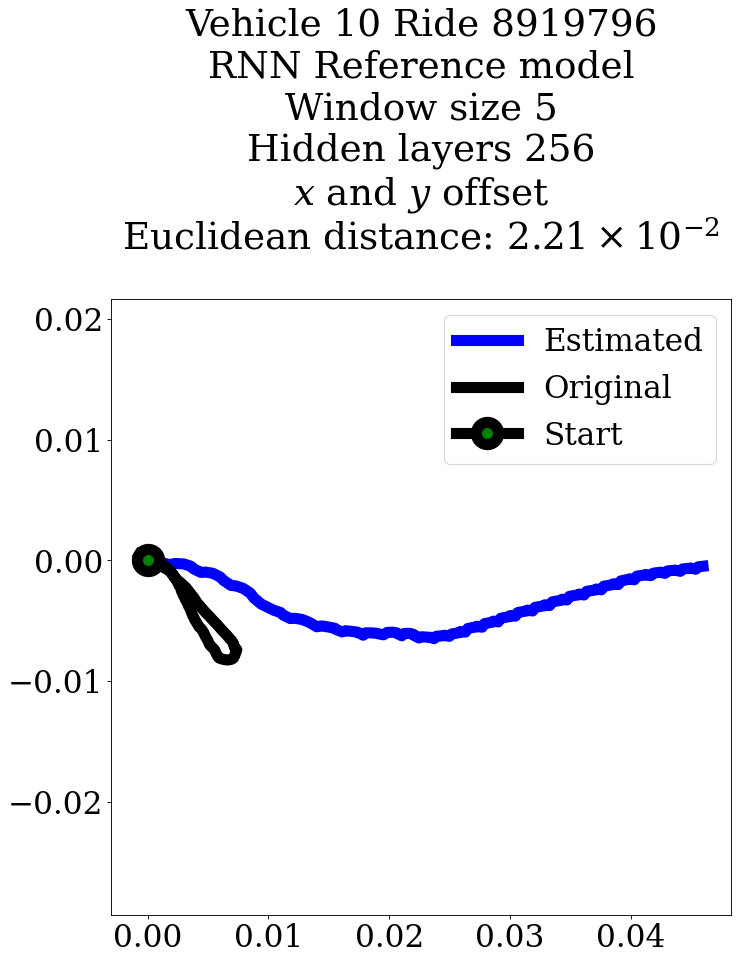 Vehicle 10 Ride 8919796
RNN Reference model
Window size 5
Hidden layers 256
x and y offset
Euclidean distance: 2.21 × 10⁻²
Estimated
Original
Start
0.02
0.01
0.00
−0.01
−0.02
0.00 0.01 0.02 0.03 0.04